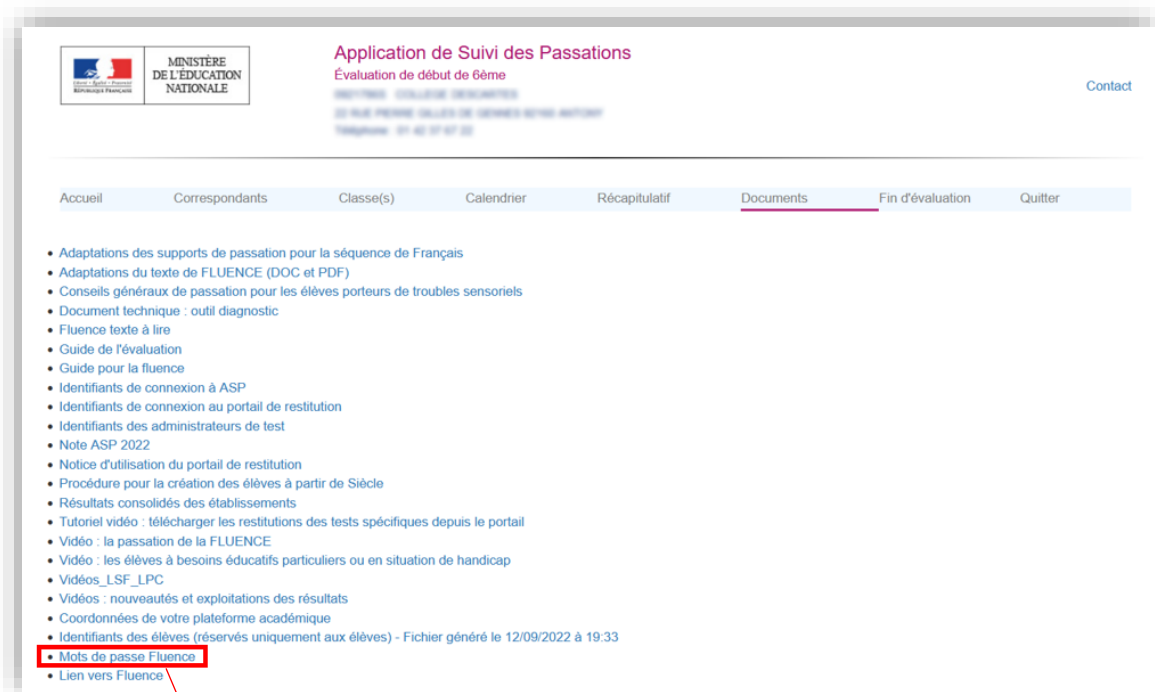 Application de Suivi des Passations
MINISTÈRE
DE L'ÉDUCATION
NATIONALE
Évaluation de début de 6ème
Liberté • Égalité • Fraternité
RÉPUBLIQUE FRANÇAISE
Contact
Accueil Correspondants Classe(s) Calendrier Récapitulatif Documents Fin d'évaluation Quitter
• Adaptations des supports de passation pour la séquence de Français
• Adaptations du texte de FLUENCE (DOC et PDF)
• Conseils généraux de passation pour les élèves porteurs de troubles sensoriels
• Document technique : outil diagnostic
• Fluence texte à lire
• Guide de l'évaluation
• Guide pour la fluence
• Identifiants de connexion à ASP
• Identifiants de connexion au portail de restitution
• Identifiants des administrateurs de test
• Note ASP 2022
• Notice d'utilisation du portail de restitution
• Procédure pour la création des élèves à partir de Siècle
• Résultats consolidés des établissements
• Tutoriel vidéo : télécharger les restitutions des tests spécifiques depuis le portail
• Vidéo : la passation de la FLUENCE
• Vidéo : les élèves à besoins éducatifs particuliers ou en situation de handicap
• Vidéos_LSF_LPC
• Vidéos : nouveautés et exploitations des résultats
• Coordonnées de votre plateforme académique
• Identifiants des élèves (réservés uniquement aux élèves) - Fichier généré le 12/09/2022 à 19:33
• Mots de passe Fluence
• Lien vers Fluence